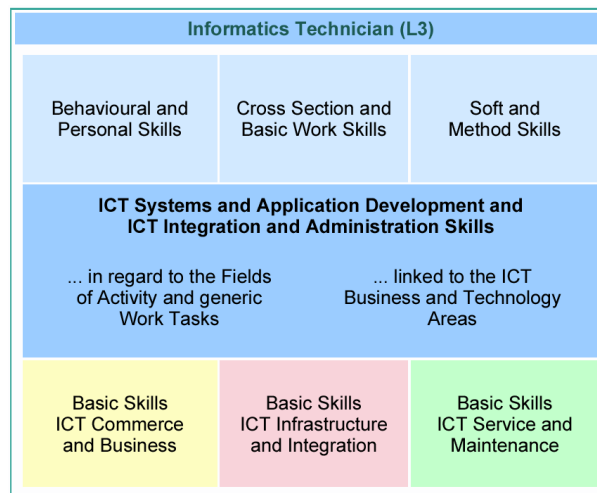 Informatics Technician (L3)
Behavioural and
Personal Skills
Cross Section and
Basic Work Skills
Soft and
Method Skills
ICT Systems and Application Development and
ICT Integration and Administration Skills
... in regard to the Fields
of Activity and generic
Work Tasks
... linked to the ICT
Business and Technology
Areas
Basic Skills
ICT Commerce
and Business
Basic Skills
ICT Infrastructure
and Integration
Basic Skills
ICT Service and
Maintenance